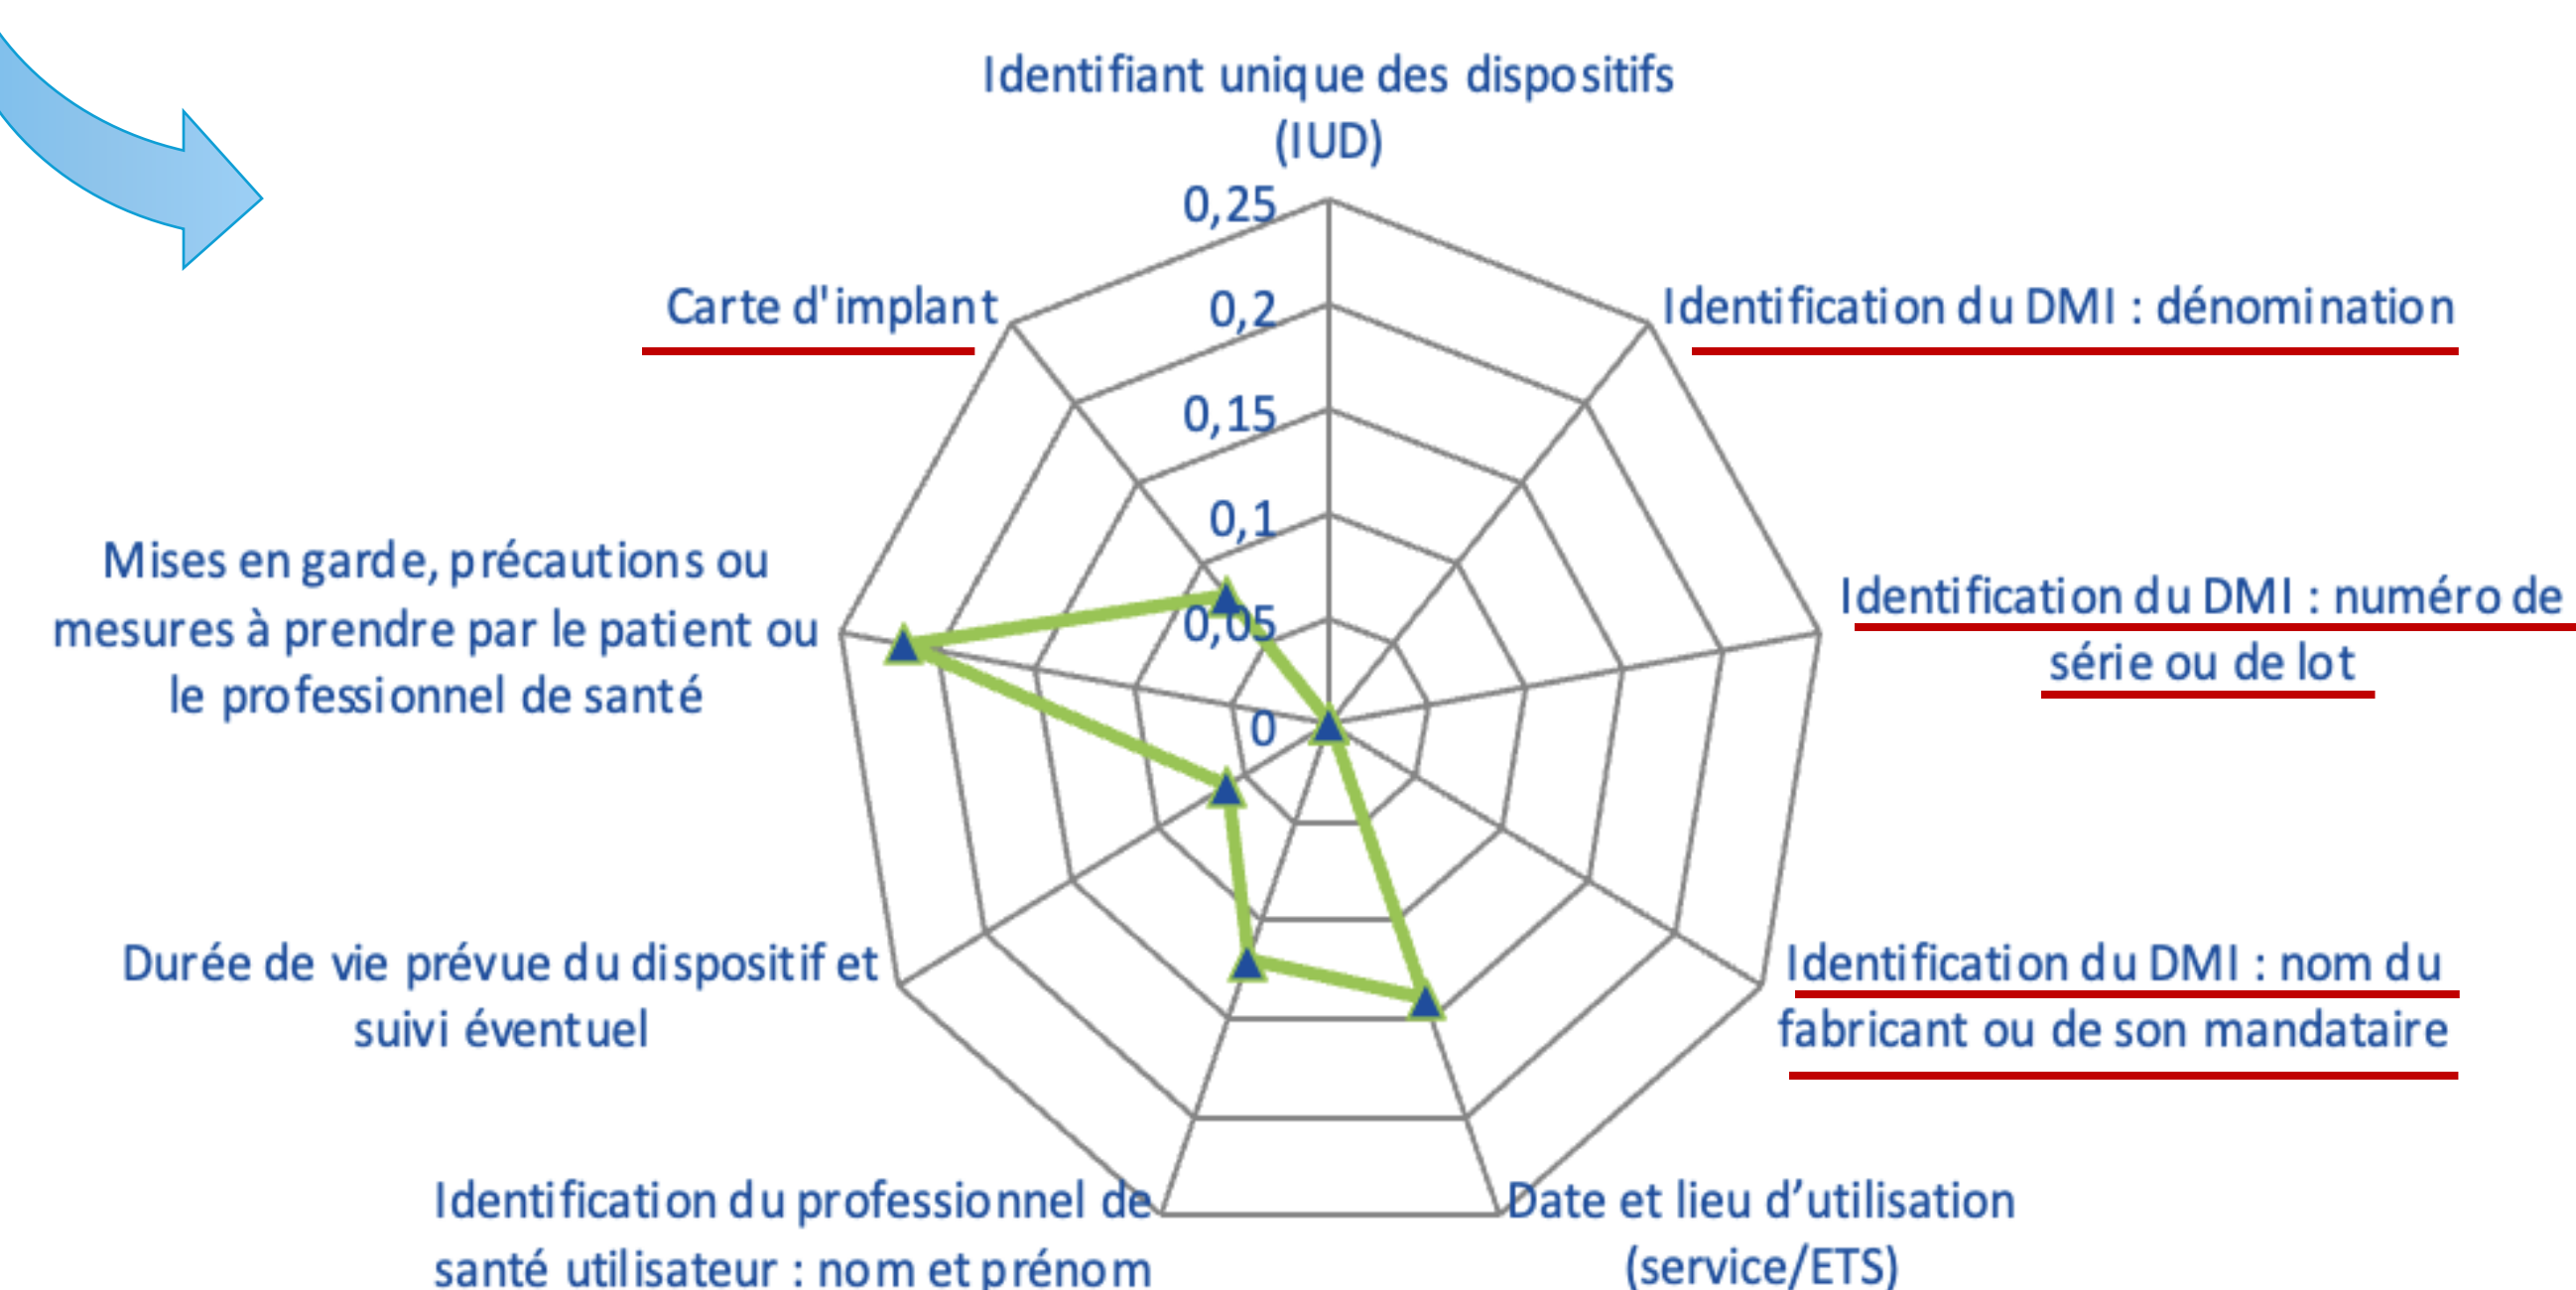 Identifiant unique des dispositifs
(IUD)
0,25
0,2
0,15
0,1
0,05
0
Identification du DMI : dénomination
Identification du DMI : numéro de
série ou de lot
Identification du DMI : nom du
fabricant ou de son mandataire
Date et lieu d’utilisation
(service/ETS)
Identification du professionnel de
santé utilisateur : nom et prénom
Durée de vie prévue du dispositif et
suivi éventuel
Mises en garde, précautions ou
mesures à prendre par le patient ou
le professionnel de santé
Carte d'implant